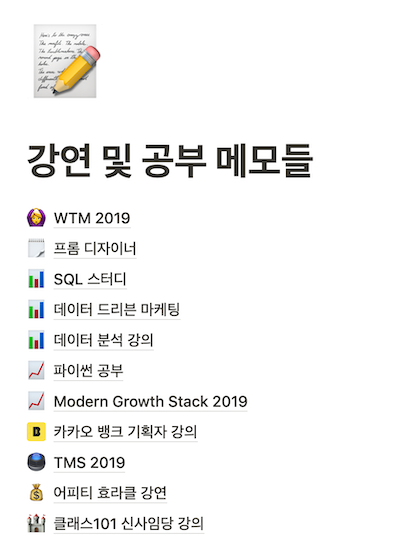 강연 및 공부 메모들
WTM 2019
프롬 디자이너
SQL 스터디
데이터 드리븐 마케팅
데이터 분석 강의
파이썬 공부
Modern Growth Stack 2019
카카오 뱅크 기획자 강의
TMS 2019
어피티 효라클 강연
클래스101 신사임당 강의